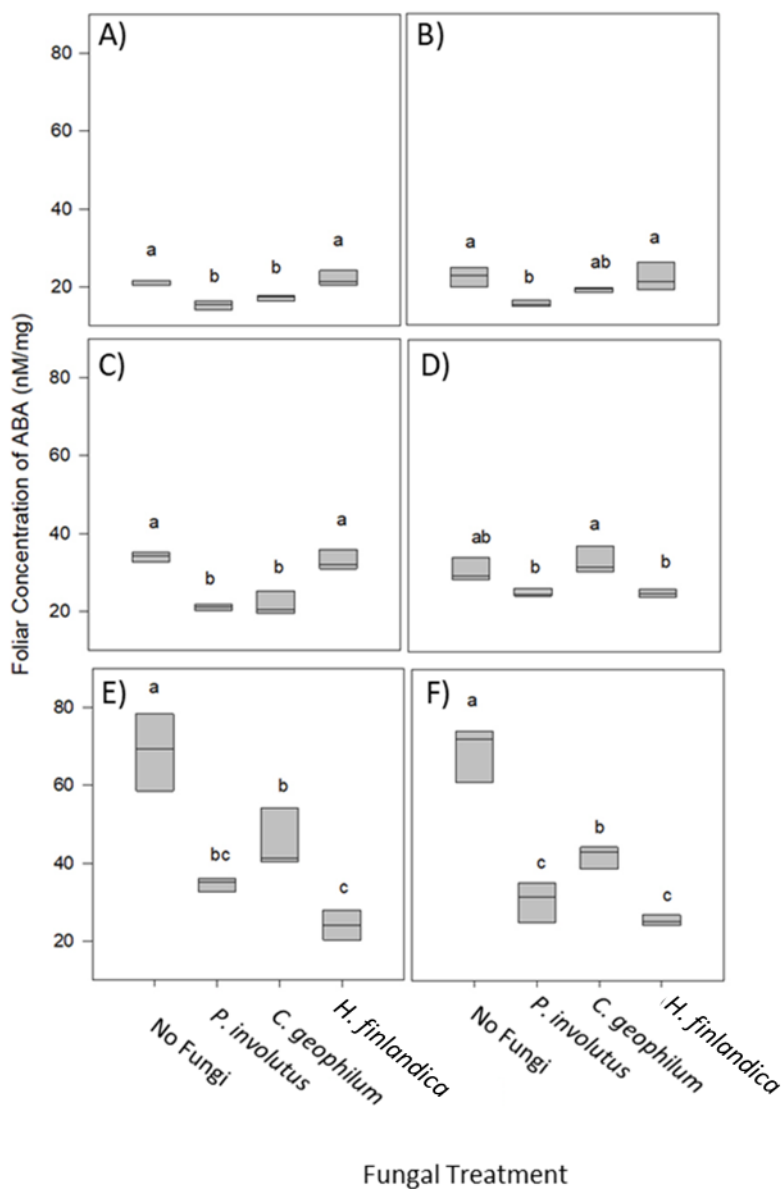 A)
B)
80
60
40
20
a
b
b
a
a
b
ab
a
C)
D)
80
60
40
20
a
b
b
a
ab
b
a
b
E)
F)
80
60
40
20
a
bc
b
c
a
c
b
c
Foliar Concentration of ABA (nM/mg)
No Fungi
P. involutus
C. geophilum
H. finlandica
No Fungi
P. involutus
C. geophilum
H. finlandica
Fungal Treatment